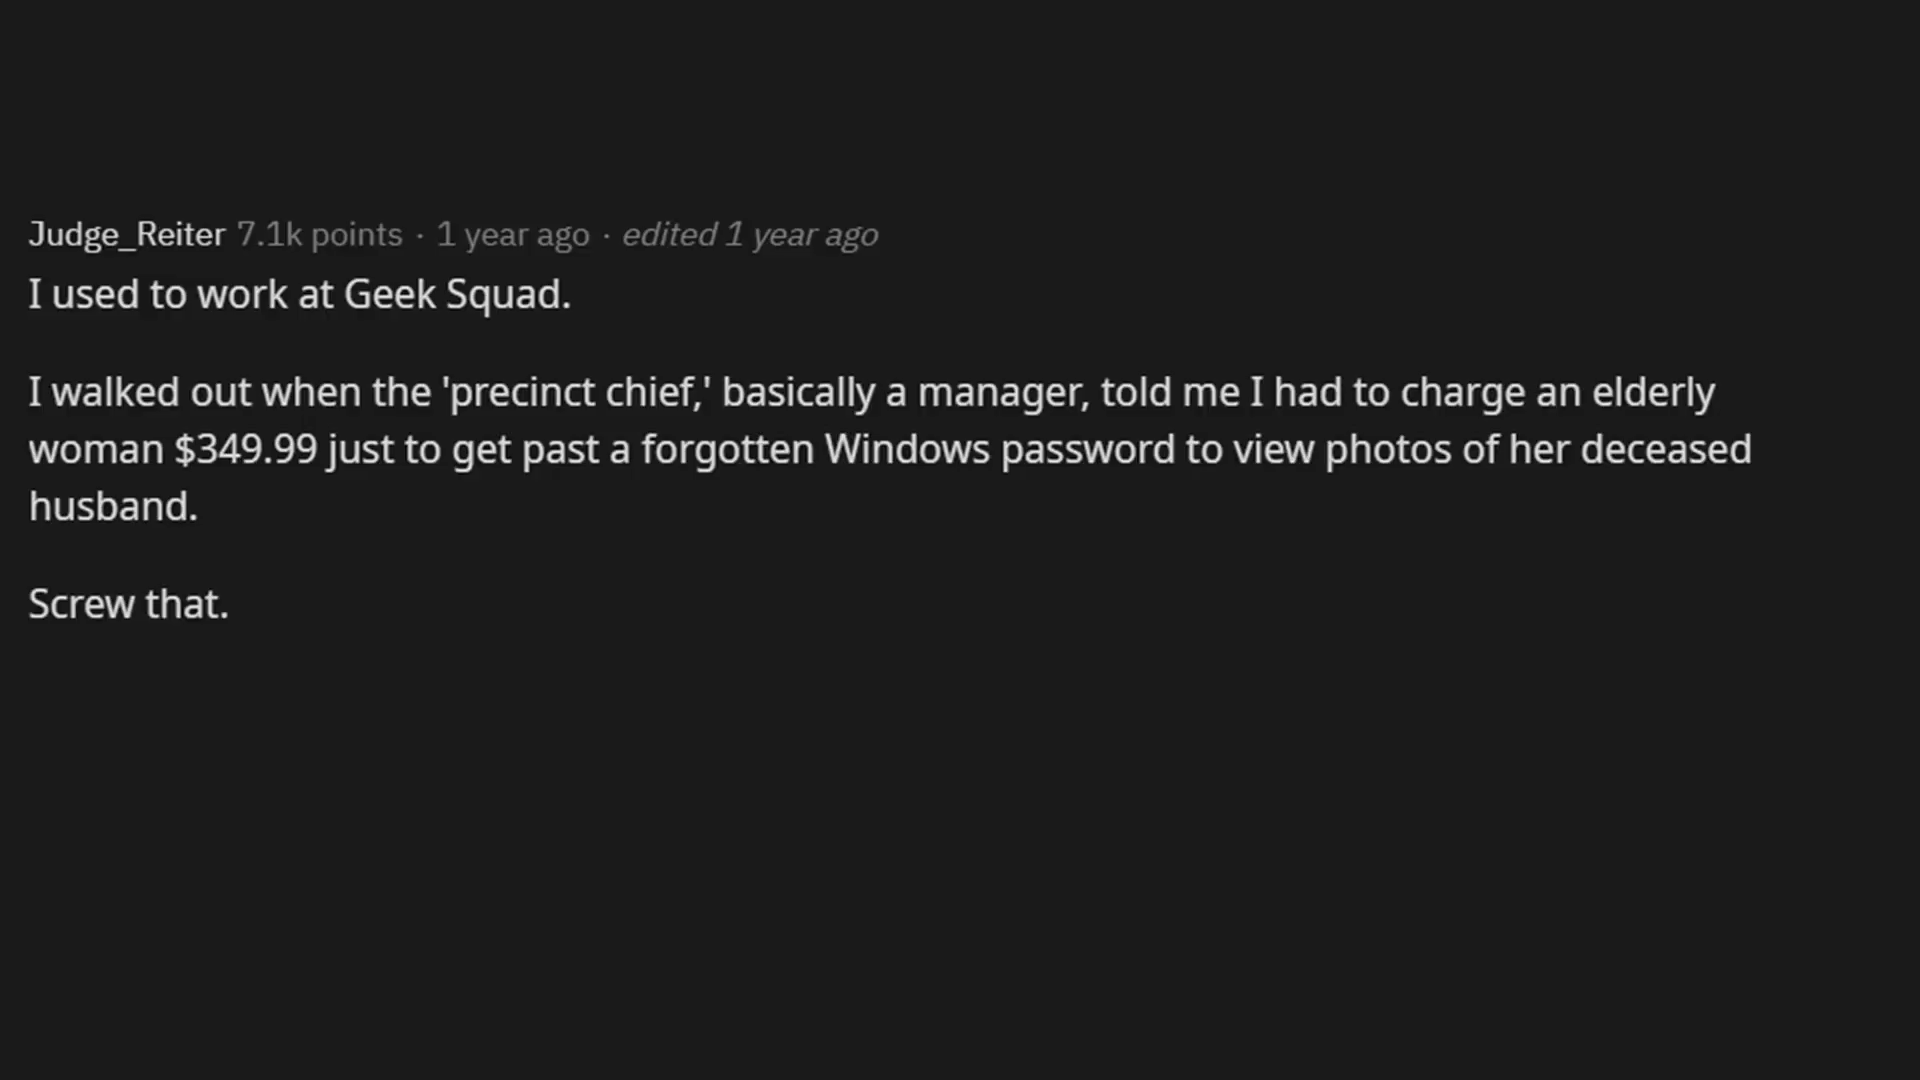 Judge_Reiter 7.1k points · 1 year ago · edited 1 year ago
I used to work at Geek Squad.
I walked out when the 'precinct chief,' basically a manager, told me I had to charge an elderly
woman $349.99 just to get past a forgotten Windows password to view photos of her deceased
husband.
Screw that.